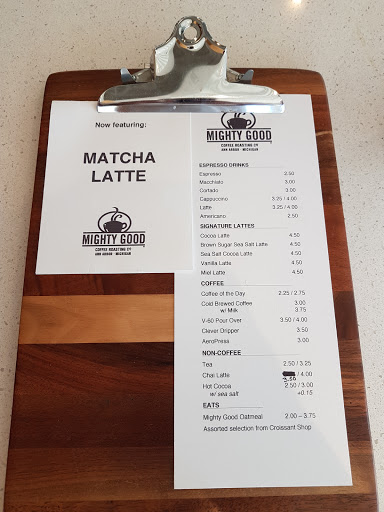 Now featuring:
MATCHA
LATTE
MIGHTY GOOD
COFFEE ROASTING CO
ANN ARBOR · MICHIGAN
MIGHTY GOOD
COFFEE ROASTING CO
ANN ARBOR · MICHIGAN
ESPRESSO DRINKS
Espresso 2.50
Macchiato 3.00
Cortado 3.00
Cappuccino 3.25 / 4.00
Latte 3.25 / 4.00
Americano 2.50
SIGNATURE LATTES
Cocoa Latte 4.50
Brown Sugar Sea Salt Latte 4.50
Sea Salt Cocoa Latte 4.50
Vanilla Latte 4.50
Miel Latte 4.50
COFFEE
Coffee of the Day 2.25 / 2.75
Cold Brewed Coffee 3.00
w/ Milk 3.75
V-60 Pour Over 3.50 / 4.00
Clever Dripper 3.50
AeroPress 3.00
NON-COFFEE
Tea 2.50 / 3.25
Chai Latte / 4.00
3.50
Hot Cocoa 2.50 / 3.00
w/ sea salt +0.15
EATS
Mighty Good Oatmeal 2.00 – 3.75
Assorted selection from Croissant Shop